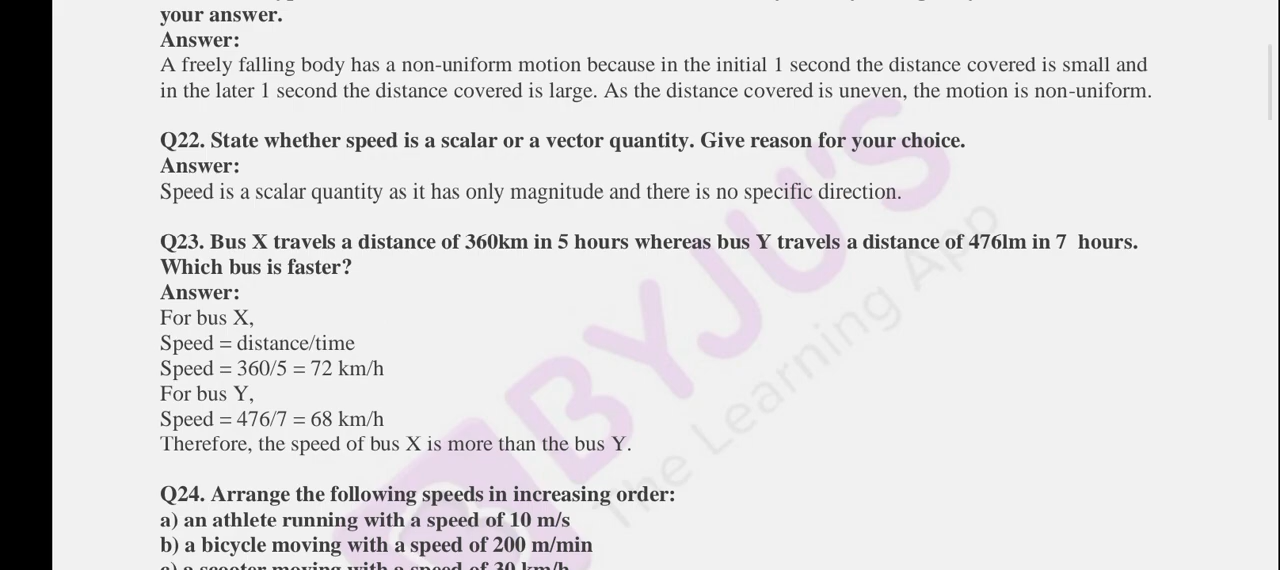 your answer.
Answer:
A freely falling body has a non-uniform motion because in the initial 1 second the distance covered is small and
in the later 1 second the distance covered is large. As the distance covered is uneven, the motion is non-uniform.
Q22. State whether speed is a scalar or a vector quantity. Give reason for your choice.
Answer:
Speed is a scalar quantity as it has only magnitude and there is no specific direction.
Q23. Bus X travels a distance of 360km in 5 hours whereas bus Y travels a distance of 476lm in 7  hours.
Which bus is faster?
Answer:
For bus X,
Speed = distance/time
Speed = 360/5 = 72 km/h
For bus Y,
Speed = 476/7 = 68 km/h
Therefore, the speed of bus X is more than the bus Y.
Q24. Arrange the following speeds in increasing order:
a) an athlete running with a speed of 10 m/s
b) a bicycle moving with a speed of 200 m/min
c) a scooter moving with a speed of 30 km/h
BYJU'S
The Learning App